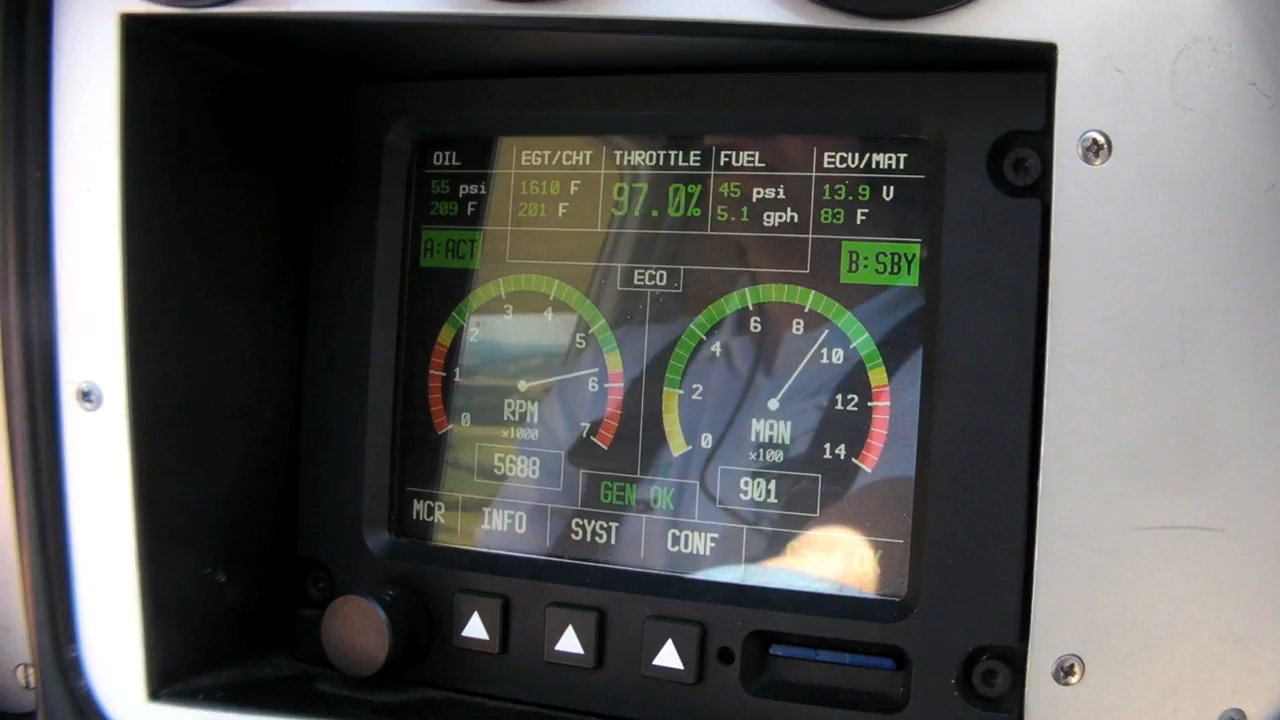 OIL EGT/CHT THROTTLE FUEL ECV/MAT
55 psi 1610 F 97.0% 45 psi 13.9 V
209 F 201 F 5.1 gph 83 F
A:ACT B:SBY
ECO
0 1 2 3 4 5 6 7
RPM
x1000
5688
0 2 4 6 8 10 12 14
MAN
x100
901
GEN OK
MCR INFO SYST CONF